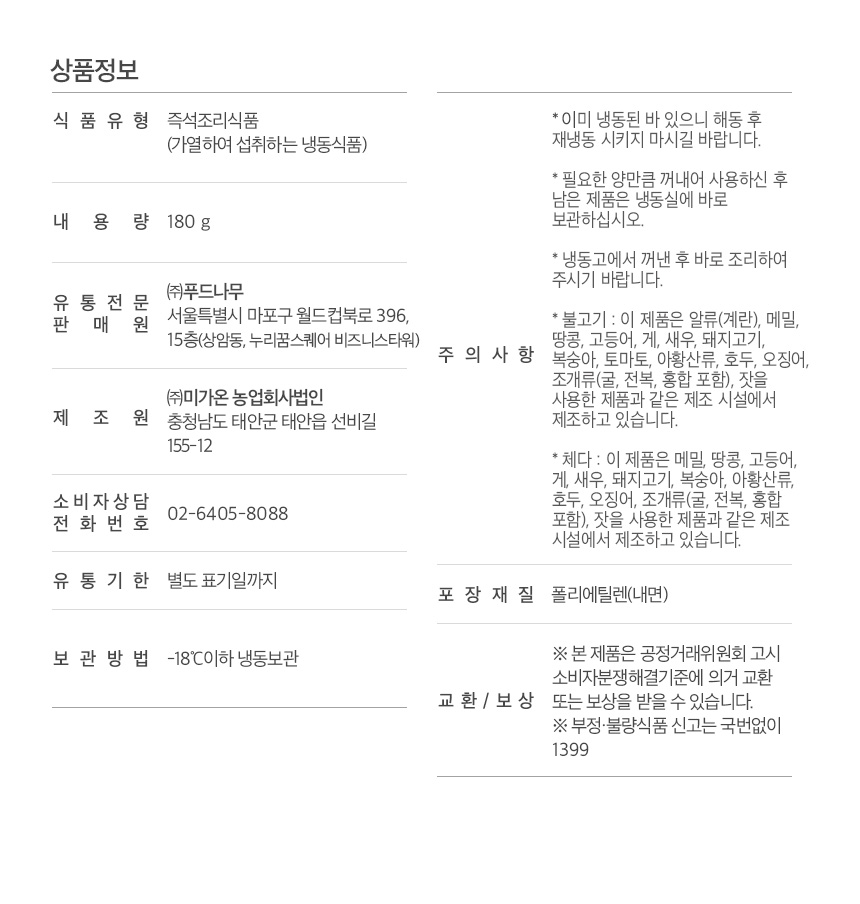 상품정보
식품유형 즉석조리식품
(가열하여 섭취하는 냉동식품)
내용량 180 g
유통전문
판매원
㈜푸드나무
서울특별시 마포구 월드컵북로 396,
15층(상암동, 누리꿈스퀘어 비즈니스타워)
제조원
㈜미가온 농업회사법인
충청남도 태안군 태안읍 선비길
155-12
소비자상담
전화번호
02-6405-8088
유통기한 별도 표기일까지
보관방법 -18℃이하 냉동보관
주의사항
* 이미 냉동된 바 있으니 해동 후
재냉동 시키지 마시길 바랍니다.
* 필요한 양만큼 꺼내어 사용하신 후
남은 제품은 냉동실에 바로
보관하십시오.
* 냉동고에서 꺼낸 후 바로 조리하여
주시기 바랍니다.
* 불고기 : 이 제품은 알류(계란), 메밀,
땅콩, 고등어, 게, 새우, 돼지고기,
복숭아, 토마토, 아황산류, 호두, 오징어,
조개류(굴, 전복, 홍합 포함), 잣을
사용한 제품과 같은 제조 시설에서
제조하고 있습니다.
* 체다 : 이 제품은 메밀, 땅콩, 고등어,
게, 새우, 돼지고기, 복숭아, 아황산류,
호두, 오징어, 조개류(굴, 전복, 홍합
포함), 잣을 사용한 제품과 같은 제조
시설에서 제조하고 있습니다.
포장재질 폴리에틸렌(내면)
교환/보상
※ 본 제품은 공정거래위원회 고시
소비자분쟁해결기준에 의거 교환
또는 보상을 받을 수 있습니다.
※ 부정·불량식품 신고는 국번없이
1399